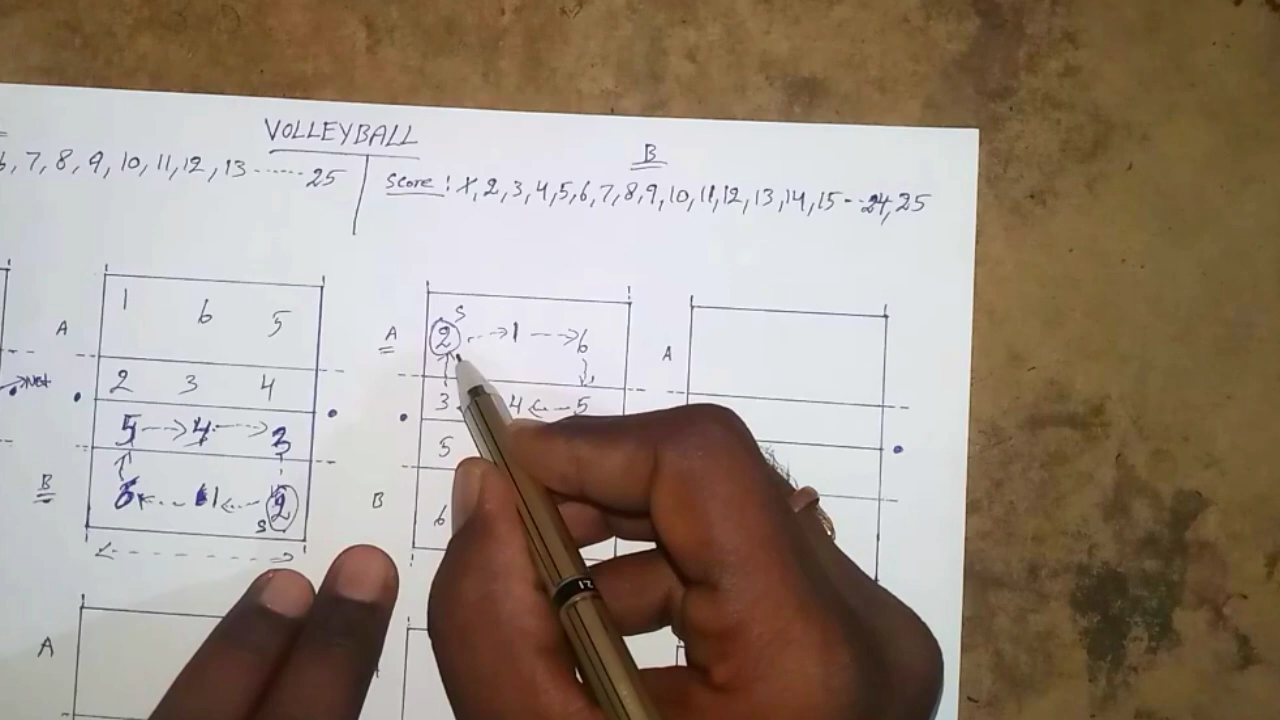 VOLLEYBALL
6, 7, 8, 9, 10, 11, 12, 13 ...... 25
B
Score : 1, 2, 3, 4, 5, 6, 7, 8, 9, 10, 11, 12, 13, 14, 15 -- 24, 25
1 6 5
A
2 3 4
Net
5 4 3
B
1 2
S
S
A
2 1 6
3 4 5
5
B
6
A
A